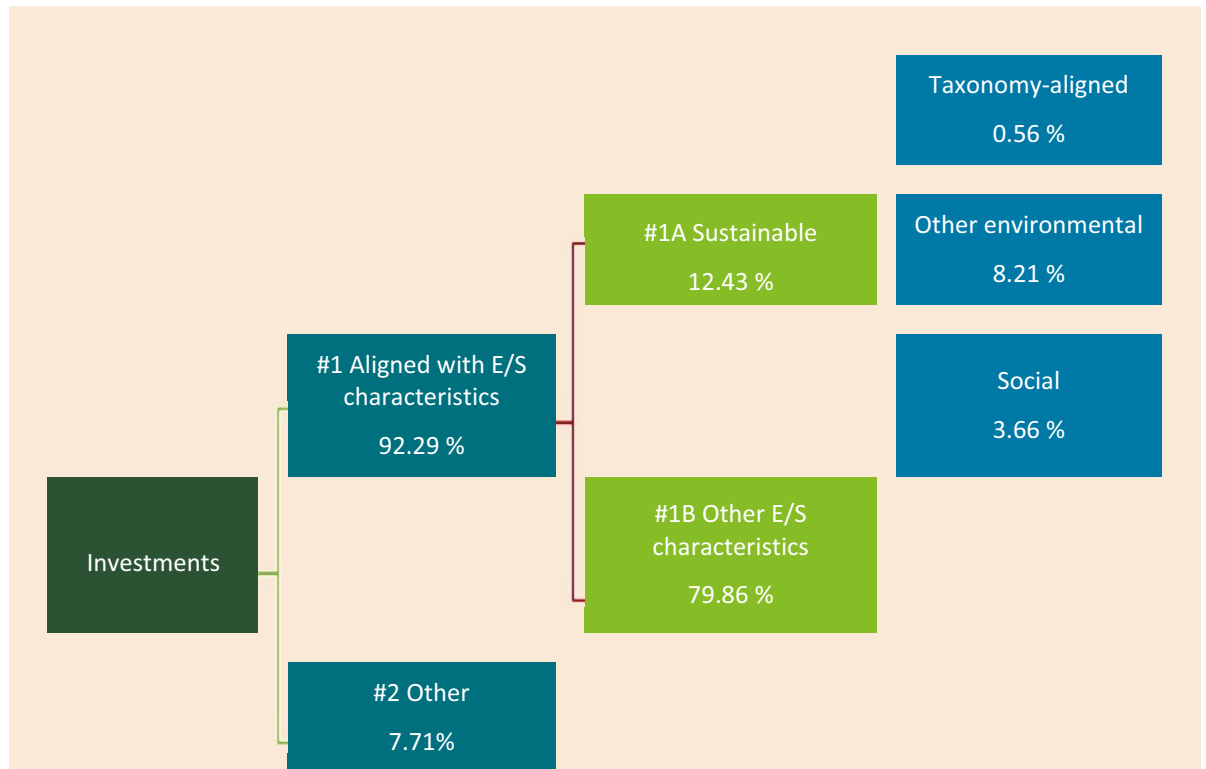 Taxonomy-aligned
0.56 %
#1A Sustainable
12.43 %
Other environmental
8.21 %
#1 Aligned with E/S
characteristics
92.29 %
Social
3.66 %
Investments
#1B Other E/S
characteristics
79.86 %
#2 Other
7.71%